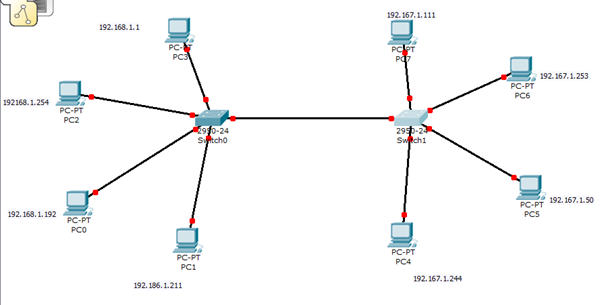 192.168.1.1
PC-PT
PC3
192.167.1.111
PC-PT
PC7
PC-PT
PC6
192.167.1.253
192168.1.254
PC-PT
PC2
2950-24
Switch0
2950-24
Switch1
192.168.1.192
PC-PT
PC0
PC-PT
PC5
192.167.1.50
PC-PT
PC1
192.186.1.211
PC-PT
PC4
192.167.1.244